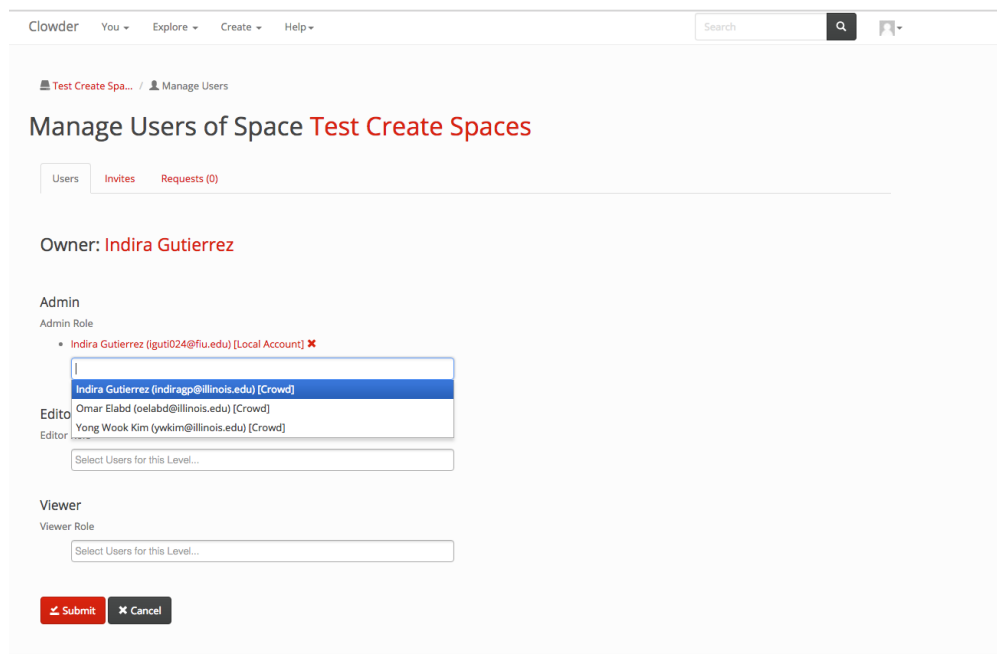 Clowder You Explore Create Help Search
Test Create Spa... / Manage Users
Manage Users of Space Test Create Spaces
Users Invites Requests (0)
Owner: Indira Gutierrez
Admin
Admin Role
Indira Gutierrez (iguti024@fiu.edu) [Local Account]
Indira Gutierrez (indiragp@illinois.edu) [Crowd]
Omar Elabd (oelabd@illinois.edu) [Crowd]
Yong Wook Kim (ywkim@illinois.edu) [Crowd]
Edito
Editor
Select Users for this Level...
Viewer
Viewer Role
Select Users for this Level...
Submit Cancel